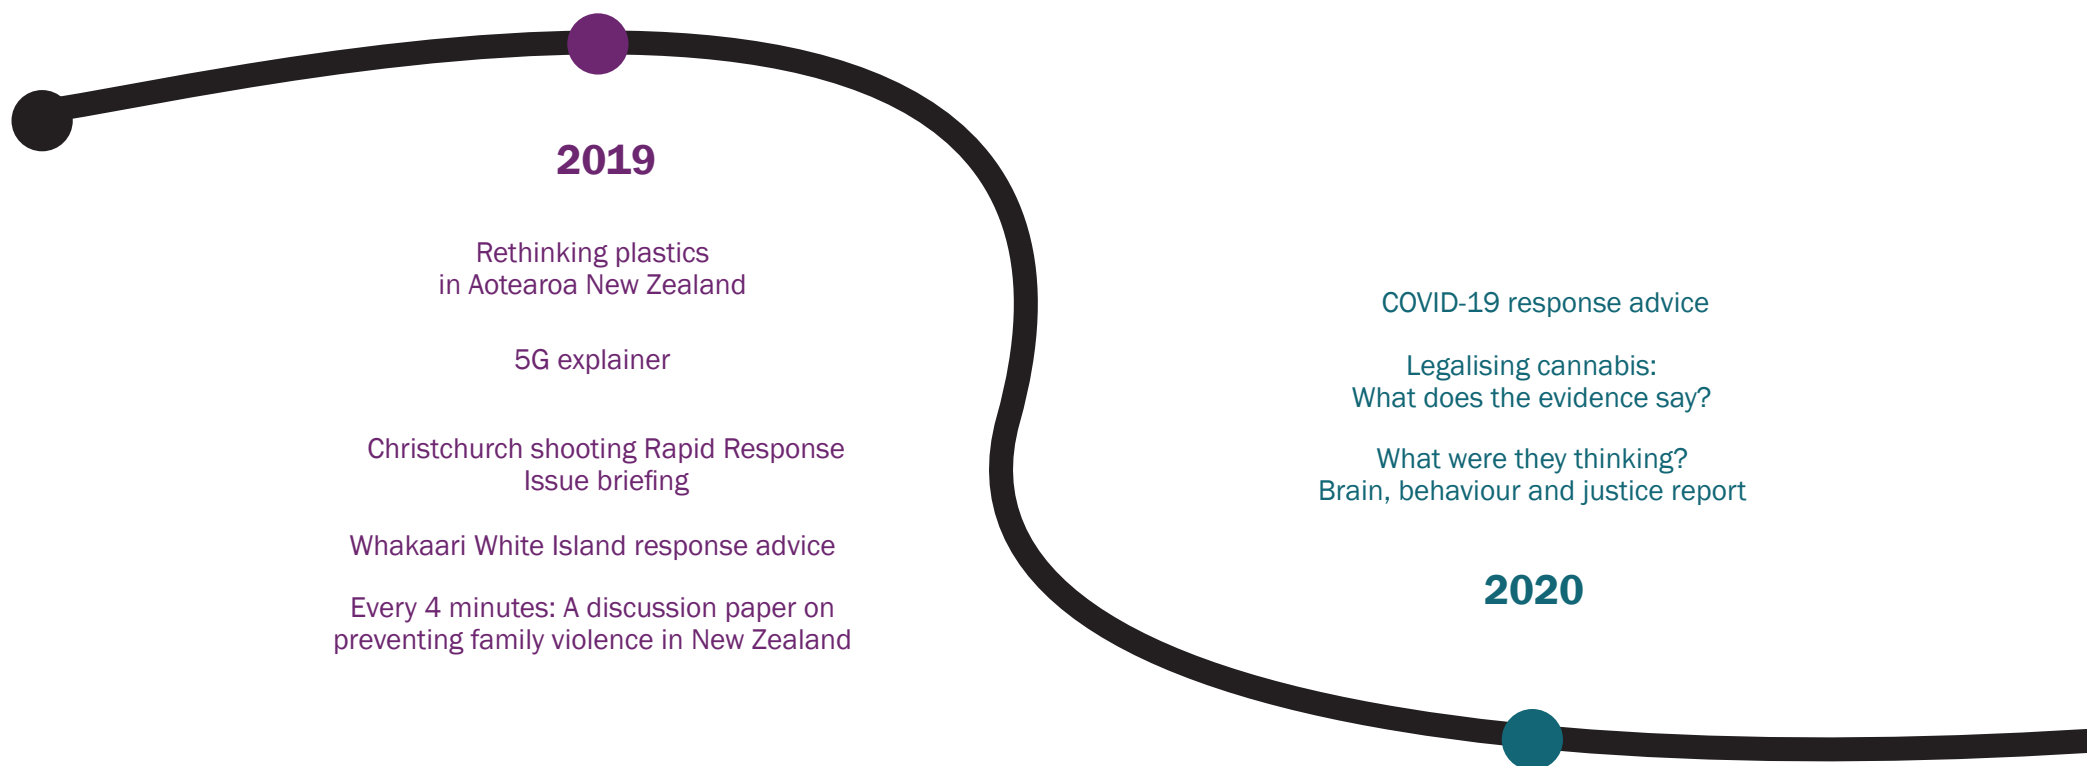 2019
Rethinking plastics
in Aotearoa New Zealand
5G explainer
Christchurch shooting Rapid Response
Issue briefing
Whakaari White Island response advice
Every 4 minutes: A discussion paper on
preventing family violence in New Zealand
COVID-19 response advice
Legalising cannabis:
What does the evidence say?
What were they thinking?
Brain, behaviour and justice report
2020